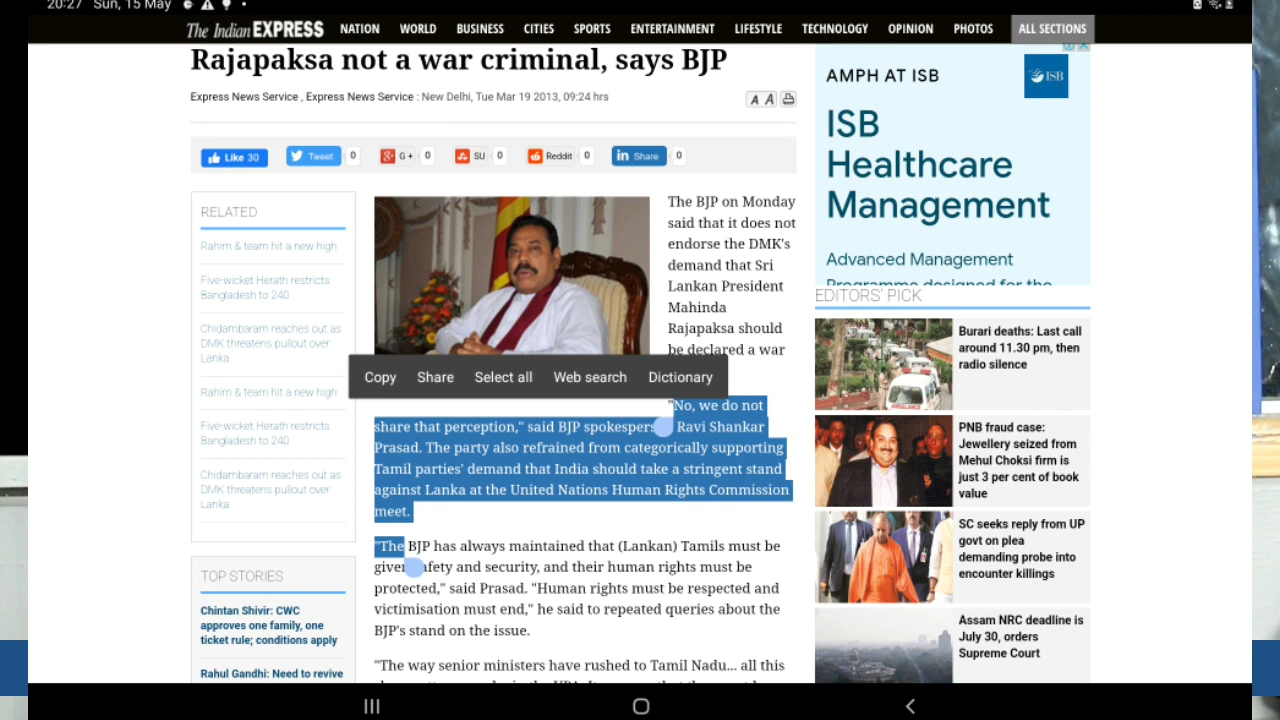 20:27 Sun, 15 May
The Indian EXPRESS NATION WORLD BUSINESS CITIES SPORTS ENTERTAINMENT LIFESTYLE TECHNOLOGY OPINION PHOTOS ALL SECTIONS
Rajapaksa not a war criminal, says BJP
Express News Service , Express News Service : New Delhi, Tue Mar 19 2013, 09:24 hrs
A A
Like 30 Tweet 0 G + 0 SU 0 Reddit 0 in Share 0
RELATED
Rahim & team hit a new high
Five-wicket Herath restricts
Bangladesh to 240
Chidambaram reaches out as
DMK threatens pullout over
Lanka
Rahim & team hit a new high
Five-wicket Herath restricts
Bangladesh to 240
Chidambaram reaches out as
DMK threatens pullout over
Lanka
TOP STORIES
Chintan Shivir: CWC
approves one family, one
ticket rule; conditions apply
Rahul Gandhi: Need to revive
The BJP on Monday
said that it does not
endorse the DMK's
demand that Sri
Lankan President
Mahinda
Rajapaksa should
be declared a war
Copy Share Select all Web search Dictionary
"No, we do not
share that perception," said BJP spokespers Ravi Shankar
Prasad. The party also refrained from categorically supporting
Tamil parties' demand that India should take a stringent stand
against Lanka at the United Nations Human Rights Commission
meet.
"The BJP has always maintained that (Lankan) Tamils must be
given safety and security, and their human rights must be
protected," said Prasad. "Human rights must be respected and
victimisation must end," he said to repeated queries about the
BJP's stand on the issue.
"The way senior ministers have rushed to Tamil Nadu... all this
AMPH AT ISB
ISB
ISB
Healthcare
Management
Advanced Management
Programme designed for the
EDITORS' PICK
Burari deaths: Last call
around 11.30 pm, then
radio silence
AMBULANCE
PNB fraud case:
Jewellery seized from
Mehul Choksi firm is
just 3 per cent of book
value
SC seeks reply from UP
govt on plea
demanding probe into
encounter killings
Assam NRC deadline is
July 30, orders
Supreme Court